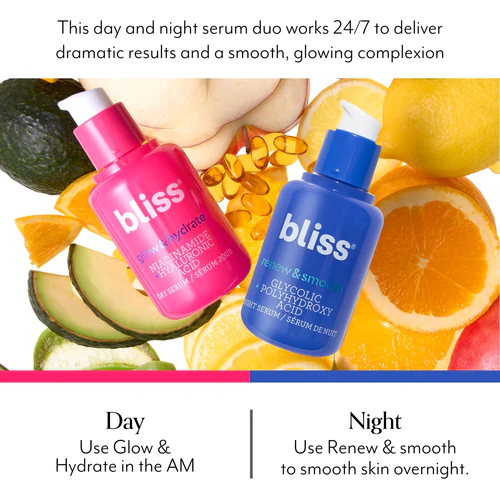 This day and night serum duo works 24/7 to deliver
dramatic results and a smooth, glowing complexion
bliss®
glow & hydrate
NIACINAMIDE
HYALURONIC
ACID
DAY SERUM / SÉRUM JOUR
bliss®
renew & smooth
GLYCOLIC
+ POLYHYDROXY
ACID
NIGHT SERUM / SÉRUM DE NUIT
Day
Use Glow &
Hydrate in the AM
Night
Use Renew & smooth
to smooth skin overnight.